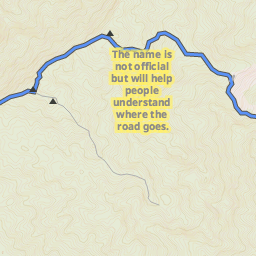 The name is
not official
but will help
people
understand
where the
road goes.